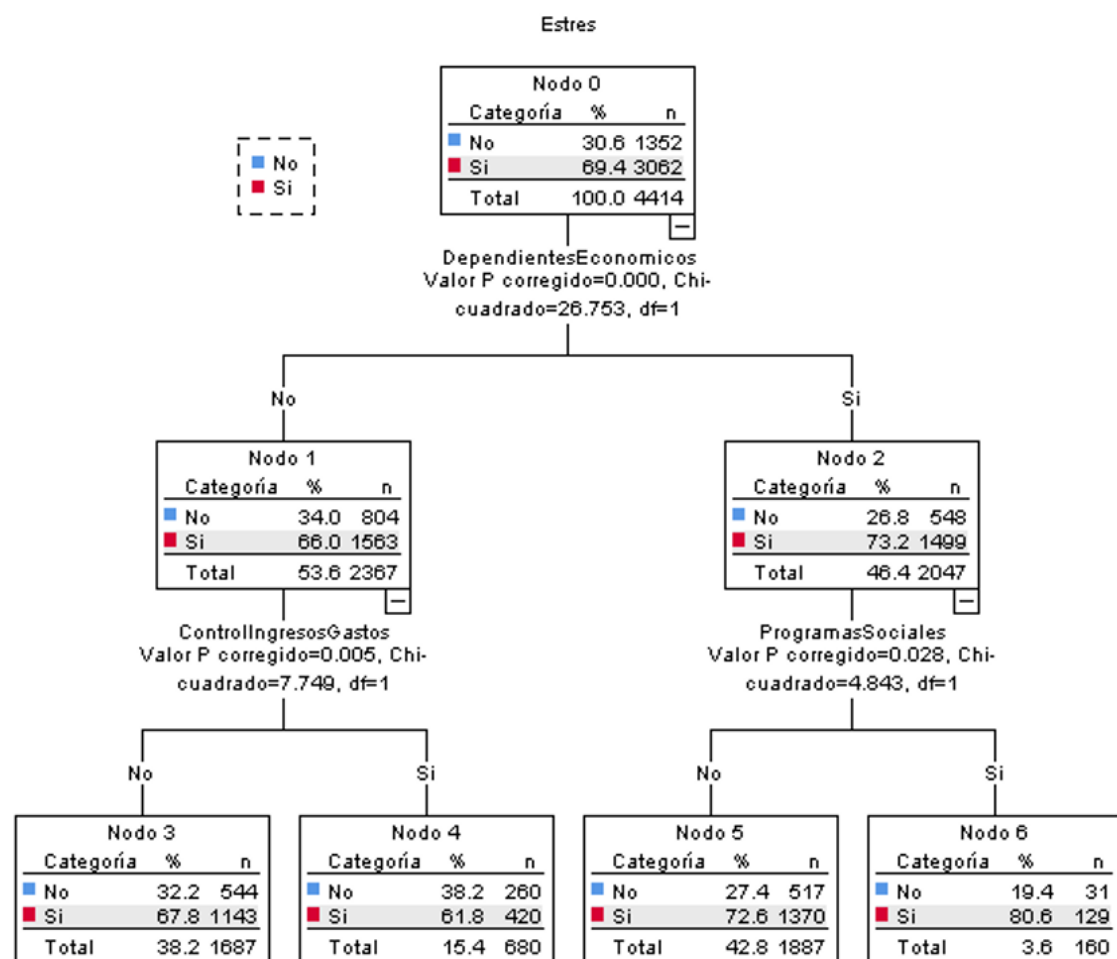 Estres
Nodo 0
Categoría % n
No 30.6 1352
Si 69.4 3062
Total 100.0 4414
No
Si
DependientesEconomicos
Valor P corregido=0.000, Chi-
cuadrado=26.753, df=1
No
Si
Nodo 1
Categoría % n
No 34.0 804
Si 66.0 1563
Total 53.6 2367
Nodo 2
Categoría % n
No 26.8 548
Si 73.2 1499
Total 46.4 2047
ControlIngresosGastos
Valor P corregido=0.005, Chi-
cuadrado=7.749, df=1
ProgramasSociales
Valor P corregido=0.028, Chi-
cuadrado=4.843, df=1
No
Si
No
Si
Nodo 3
Categoría % n
No 32.2 544
Si 67.8 1143
Total 38.2 1687
Nodo 4
Categoría % n
No 38.2 260
Si 61.8 420
Total 15.4 680
Nodo 5
Categoría % n
No 27.4 517
Si 72.6 1370
Total 42.8 1887
Nodo 6
Categoría % n
No 19.4 31
Si 80.6 129
Total 3.6 160